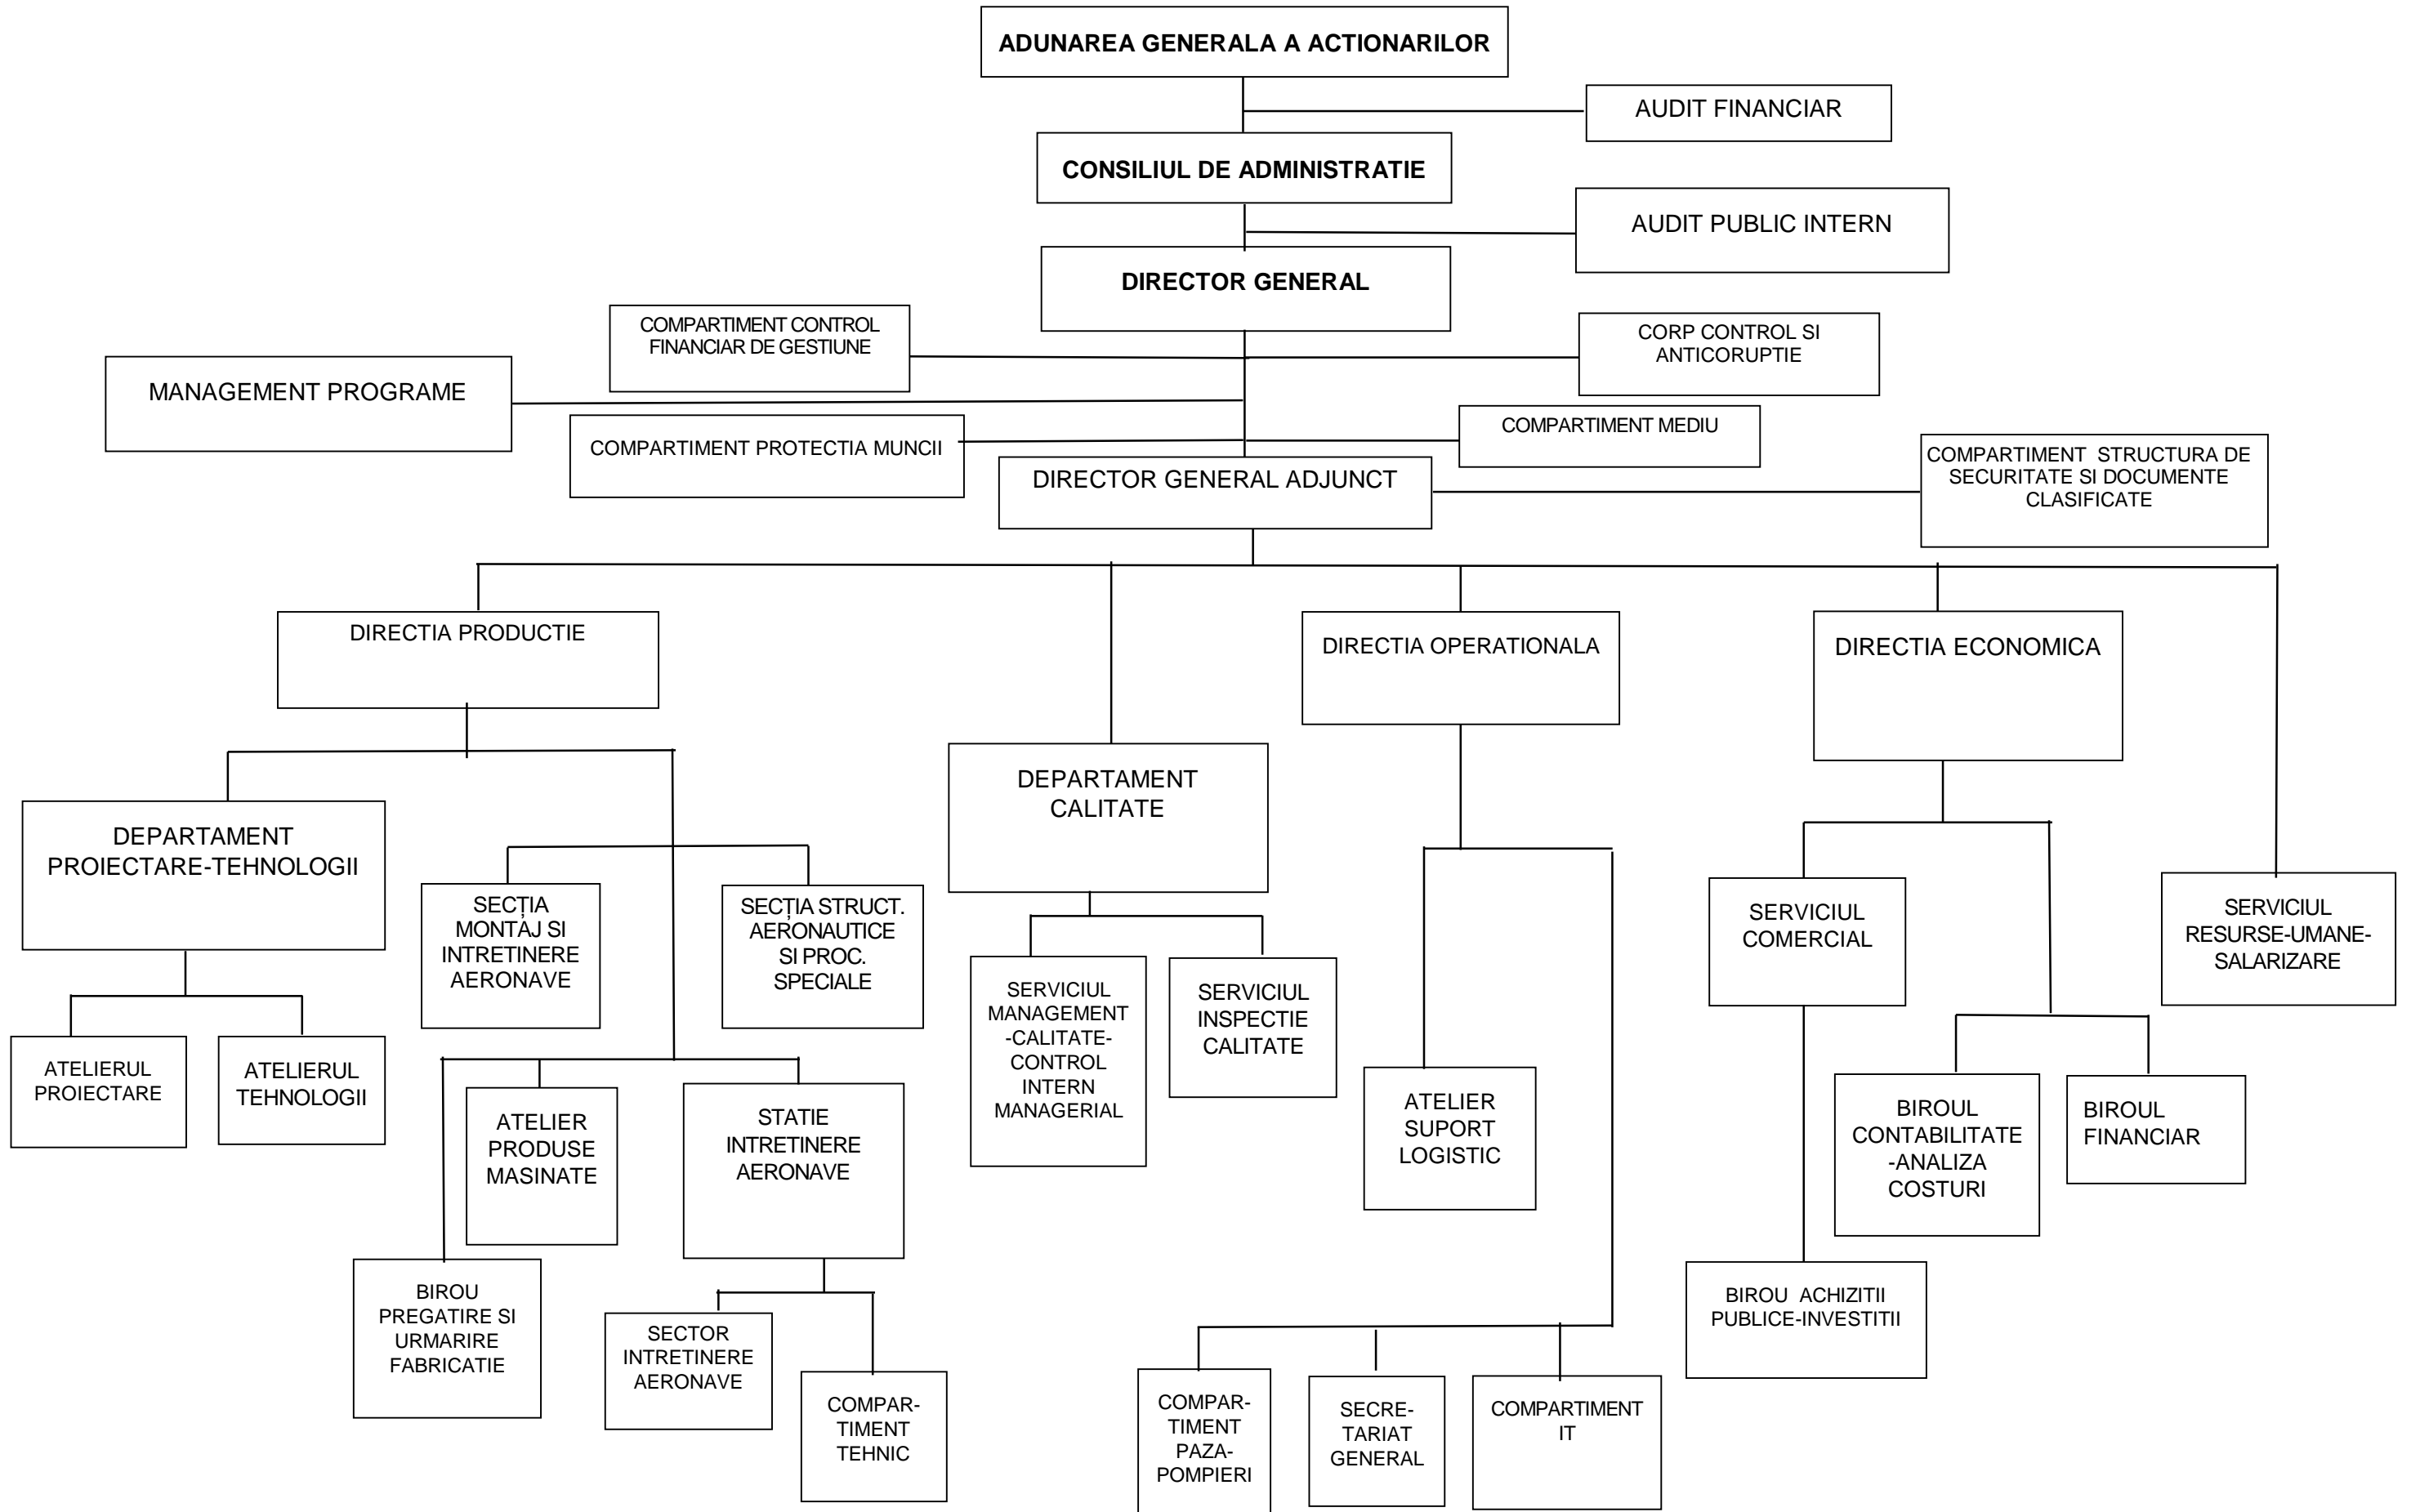 ADUNAREA GENERALA A ACTIONARILOR
AUDIT FINANCIAR
CONSILIUL DE ADMINISTRATIE
AUDIT PUBLIC INTERN
DIRECTOR GENERAL
COMPARTIMENT CONTROL
FINANCIAR DE GESTIUNE
CORP CONTROL SI
ANTICORUPTIE
MANAGEMENT PROGRAME
COMPARTIMENT PROTECTIA MUNCII
COMPARTIMENT MEDIU
DIRECTOR GENERAL ADJUNCT
COMPARTIMENT STRUCTURA DE
SECURITATE SI DOCUMENTE
CLASIFICATE
DIRECTIA PRODUCTIE
DIRECTIA OPERATIONALA
DIRECTIA ECONOMICA
DEPARTAMENT
CALITATE
DEPARTAMENT
PROIECTARE-TEHNOLOGII
SECȚIA
MONTAJ SI
INTRETINERE
AERONAVE
SECȚIA STRUCT.
AERONAUTICE
SI PROC.
SPECIALE
SERVICIUL
COMERCIAL
SERVICIUL
RESURSE-UMANE-
SALARIZARE
SERVICIUL
MANAGEMENT
-CALITATE-
CONTROL
INTERN
MANAGERIAL
SERVICIUL
INSPECTIE
CALITATE
ATELIERUL
PROIECTARE
ATELIERUL
TEHNOLOGII
ATELIER
PRODUSE
MASINATE
STATIE
INTRETINERE
AERONAVE
ATELIER
SUPORT
LOGISTIC
BIROUL
CONTABILITATE
-ANALIZA
COSTURI
BIROUL
FINANCIAR
BIROU
PREGATIRE SI
URMARIRE
FABRICATIE
SECTOR
INTRETINERE
AERONAVE
COMPAR-
TIMENT
TEHNIC
BIROU ACHIZITII
PUBLICE-INVESTITII
COMPAR-
TIMENT
PAZA-
POMPIERI
SECRE-
TARIAT
GENERAL
COMPARTIMENT
IT